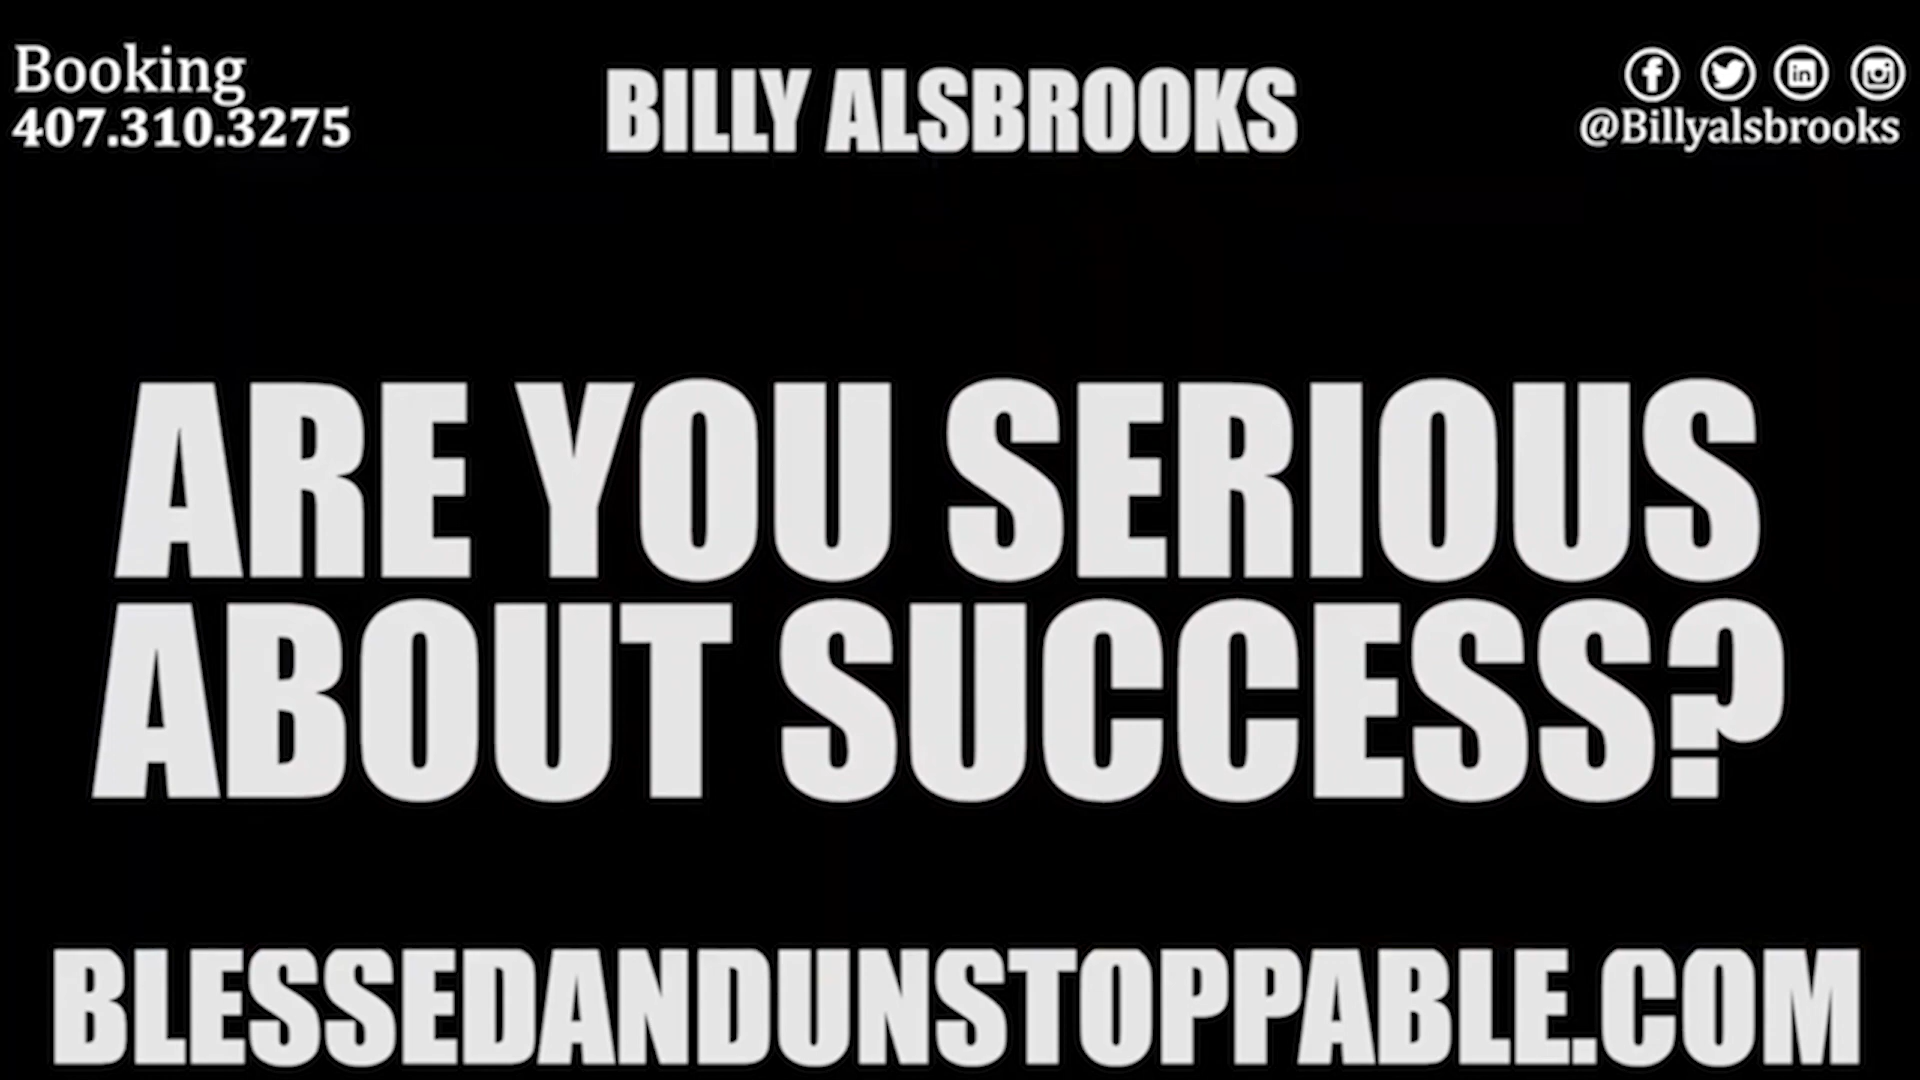 Booking
407.310.3275
BILLY ALSBROOKS
@Billyalsbrooks
ARE YOU SERIOUS
ABOUT SUCCESS?
BLESSEDANDUNSTOPPABLE.COM